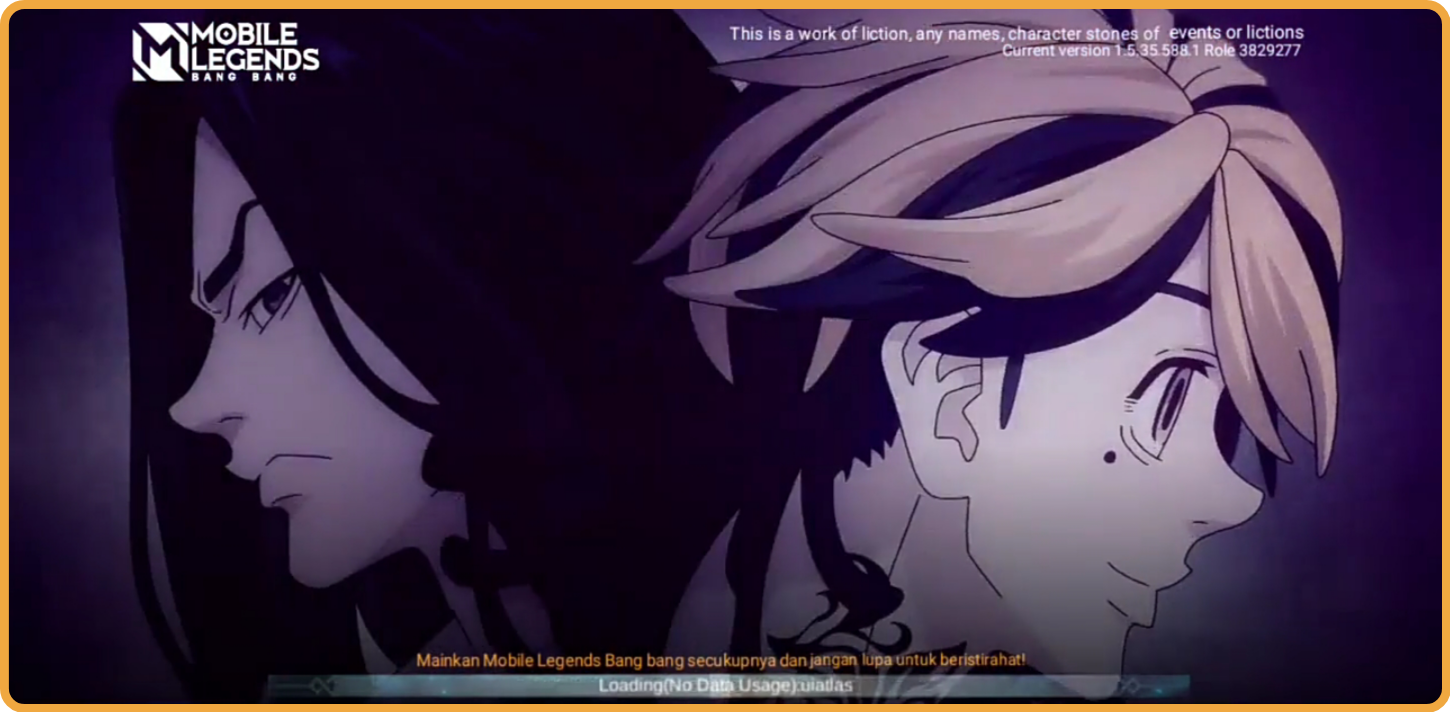 MOBILE
LEGENDS
BANG BANG
This is a work of liction, any names, character stones of events or lictions
Current version 1.5.35.588.1 Role 3829277
Mainkan Mobile Legends Bang bang secukupnya dan jangan lupa untuk beristirahat!
Loading(No Data Usage):uiatlas